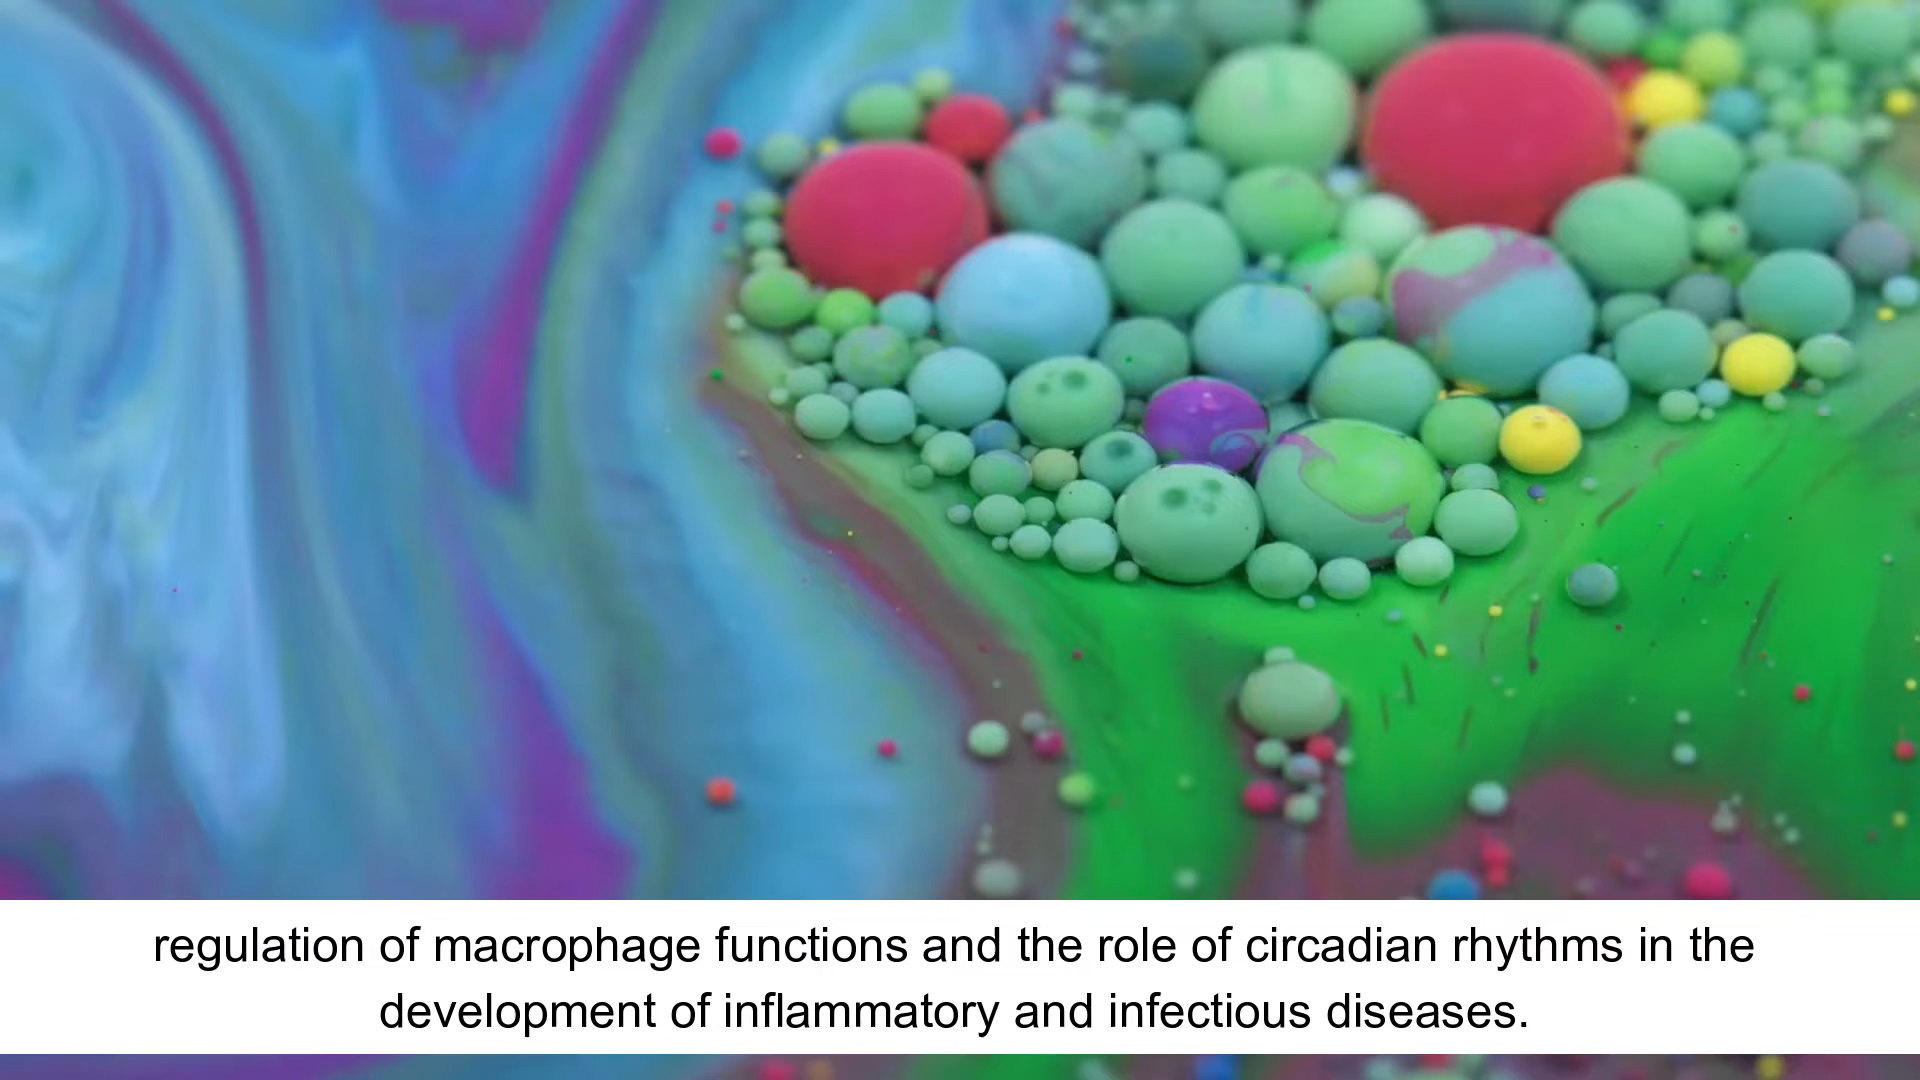 regulation of macrophage functions and the role of circadian rhythms in the
development of inflammatory and infectious diseases.